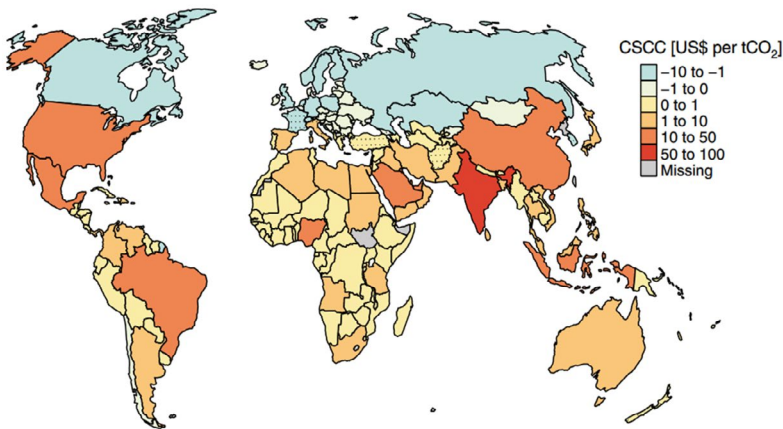 CSCC [US$ per tCO₂]
−10 to −1
−1 to 0
0 to 1
1 to 10
10 to 50
50 to 100
Missing